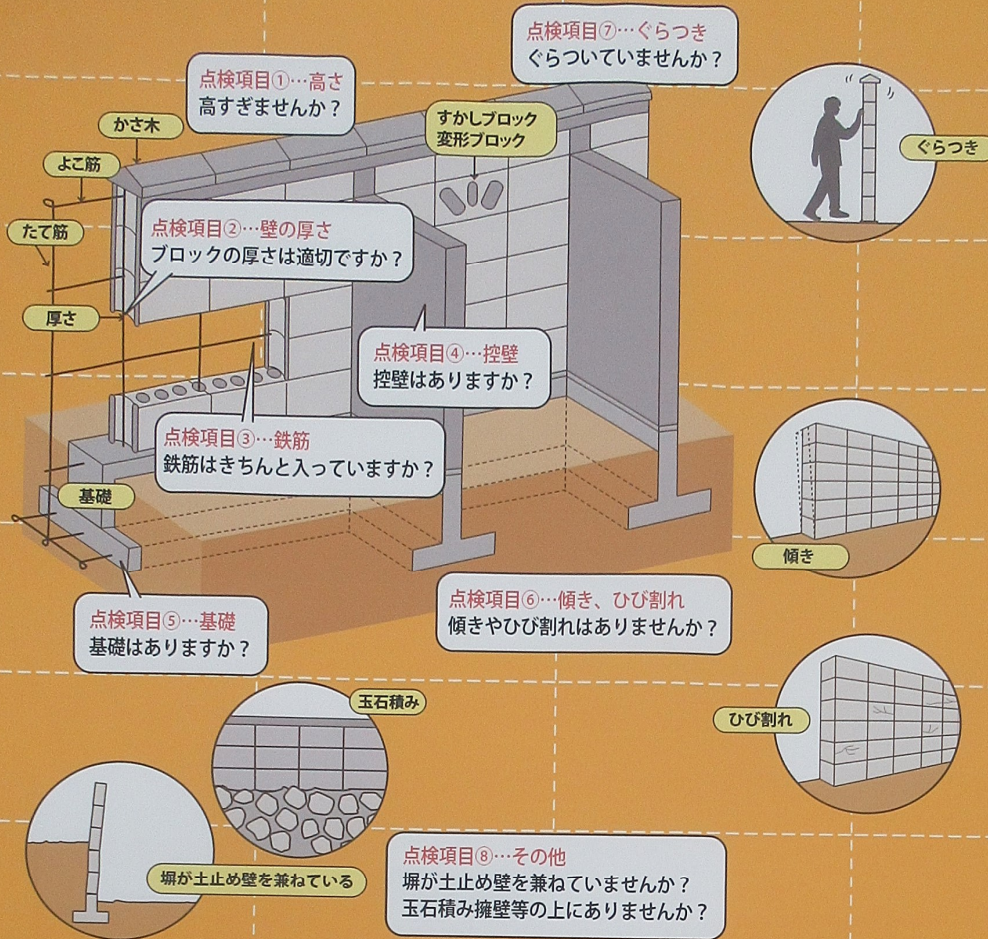 点検項目⑦…ぐらつき
ぐらついていませんか？
点検項目①…高さ
高すぎませんか？
すかしブロック
変形ブロック
かさ木
よこ筋
ぐらつき
たて筋
点検項目②…壁の厚さ
ブロックの厚さは適切ですか？
厚さ
点検項目④…控壁
控壁はありますか？
点検項目③…鉄筋
鉄筋はきちんと入っていますか？
基礎
傾き
点検項目⑤…基礎
基礎はありますか？
点検項目⑥…傾き、ひび割れ
傾きやひび割れはありませんか？
玉石積み
ひび割れ
塀が土止め壁を兼ねている
点検項目⑧…その他
塀が土止め壁を兼ねていませんか？
玉石積み擁壁等の上にありませんか？